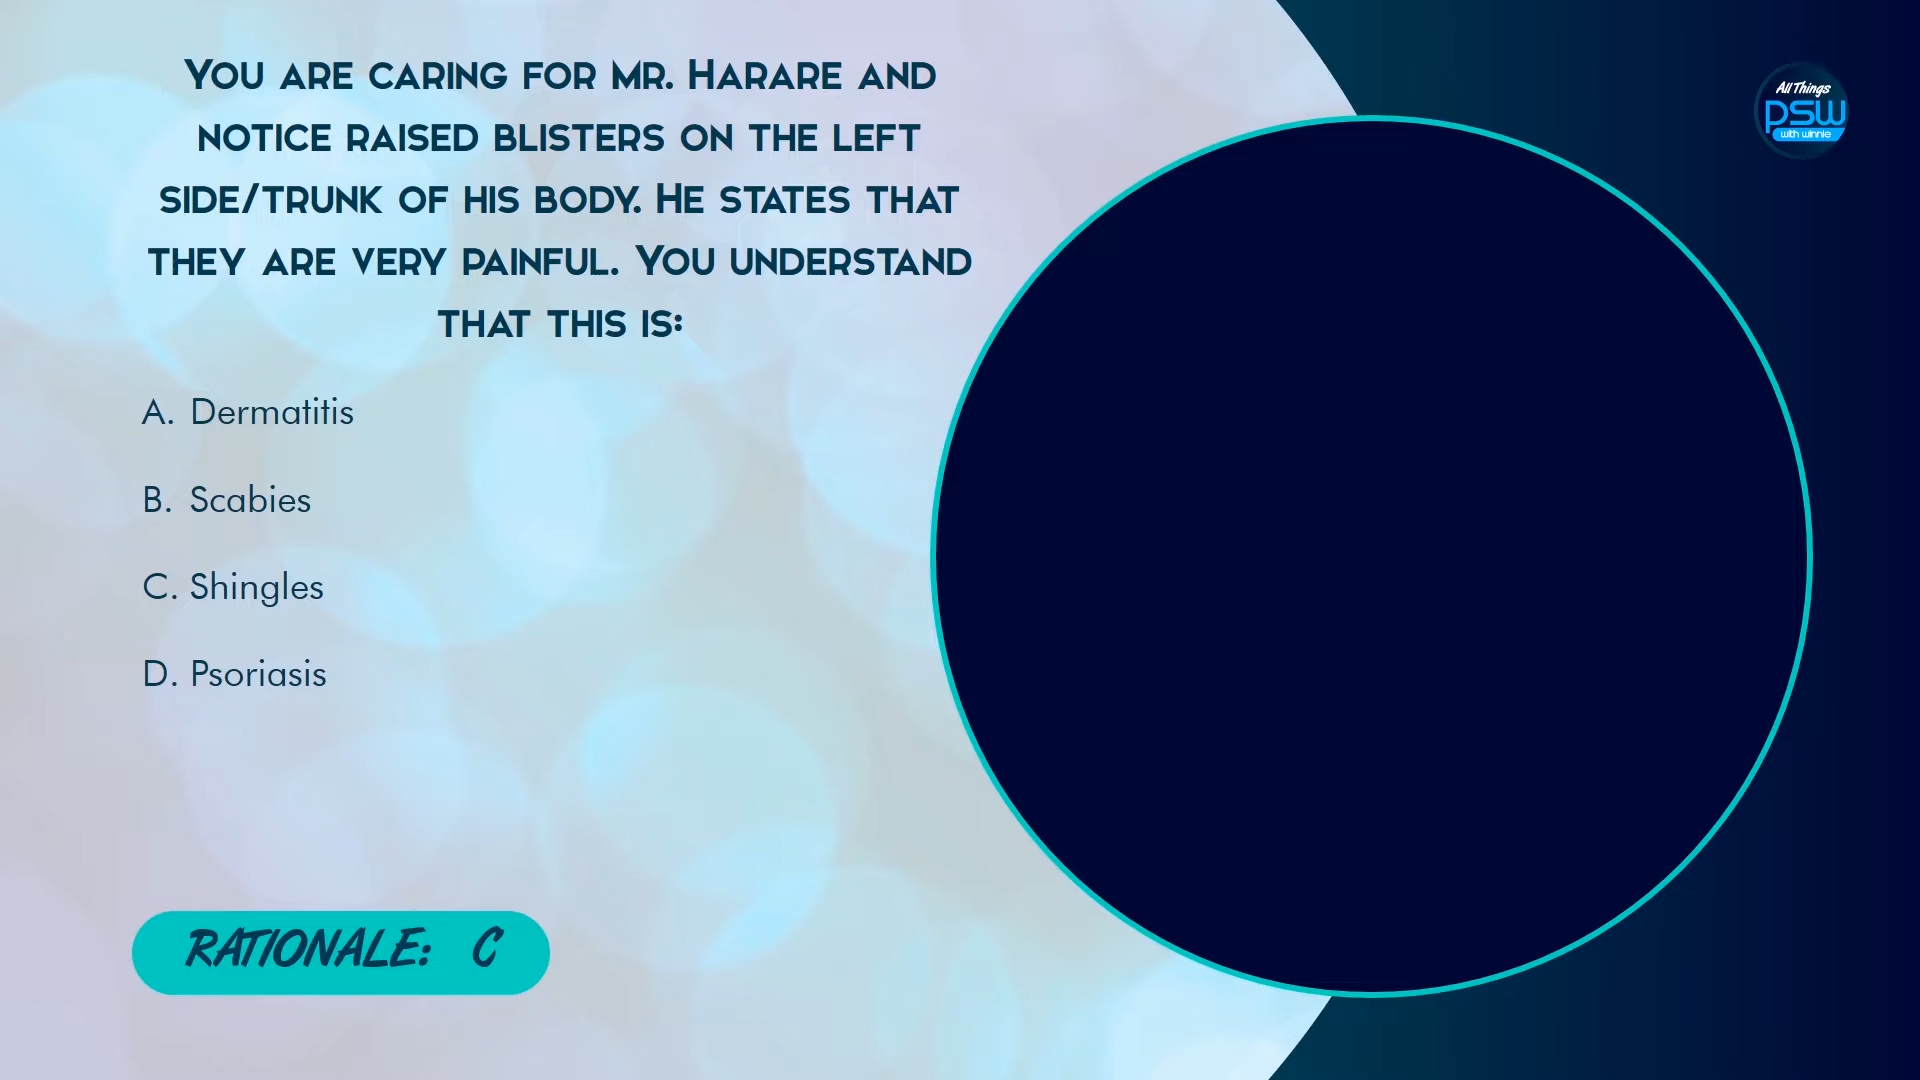 You are caring for Mr. Harare and
notice raised blisters on the left
side/trunk of his body. He states that
they are very painful. You understand
that this is:
A. Dermatitis
B. Scabies
C. Shingles
D. Psoriasis
RATIONALE: C
All Things
PSW
with winnie